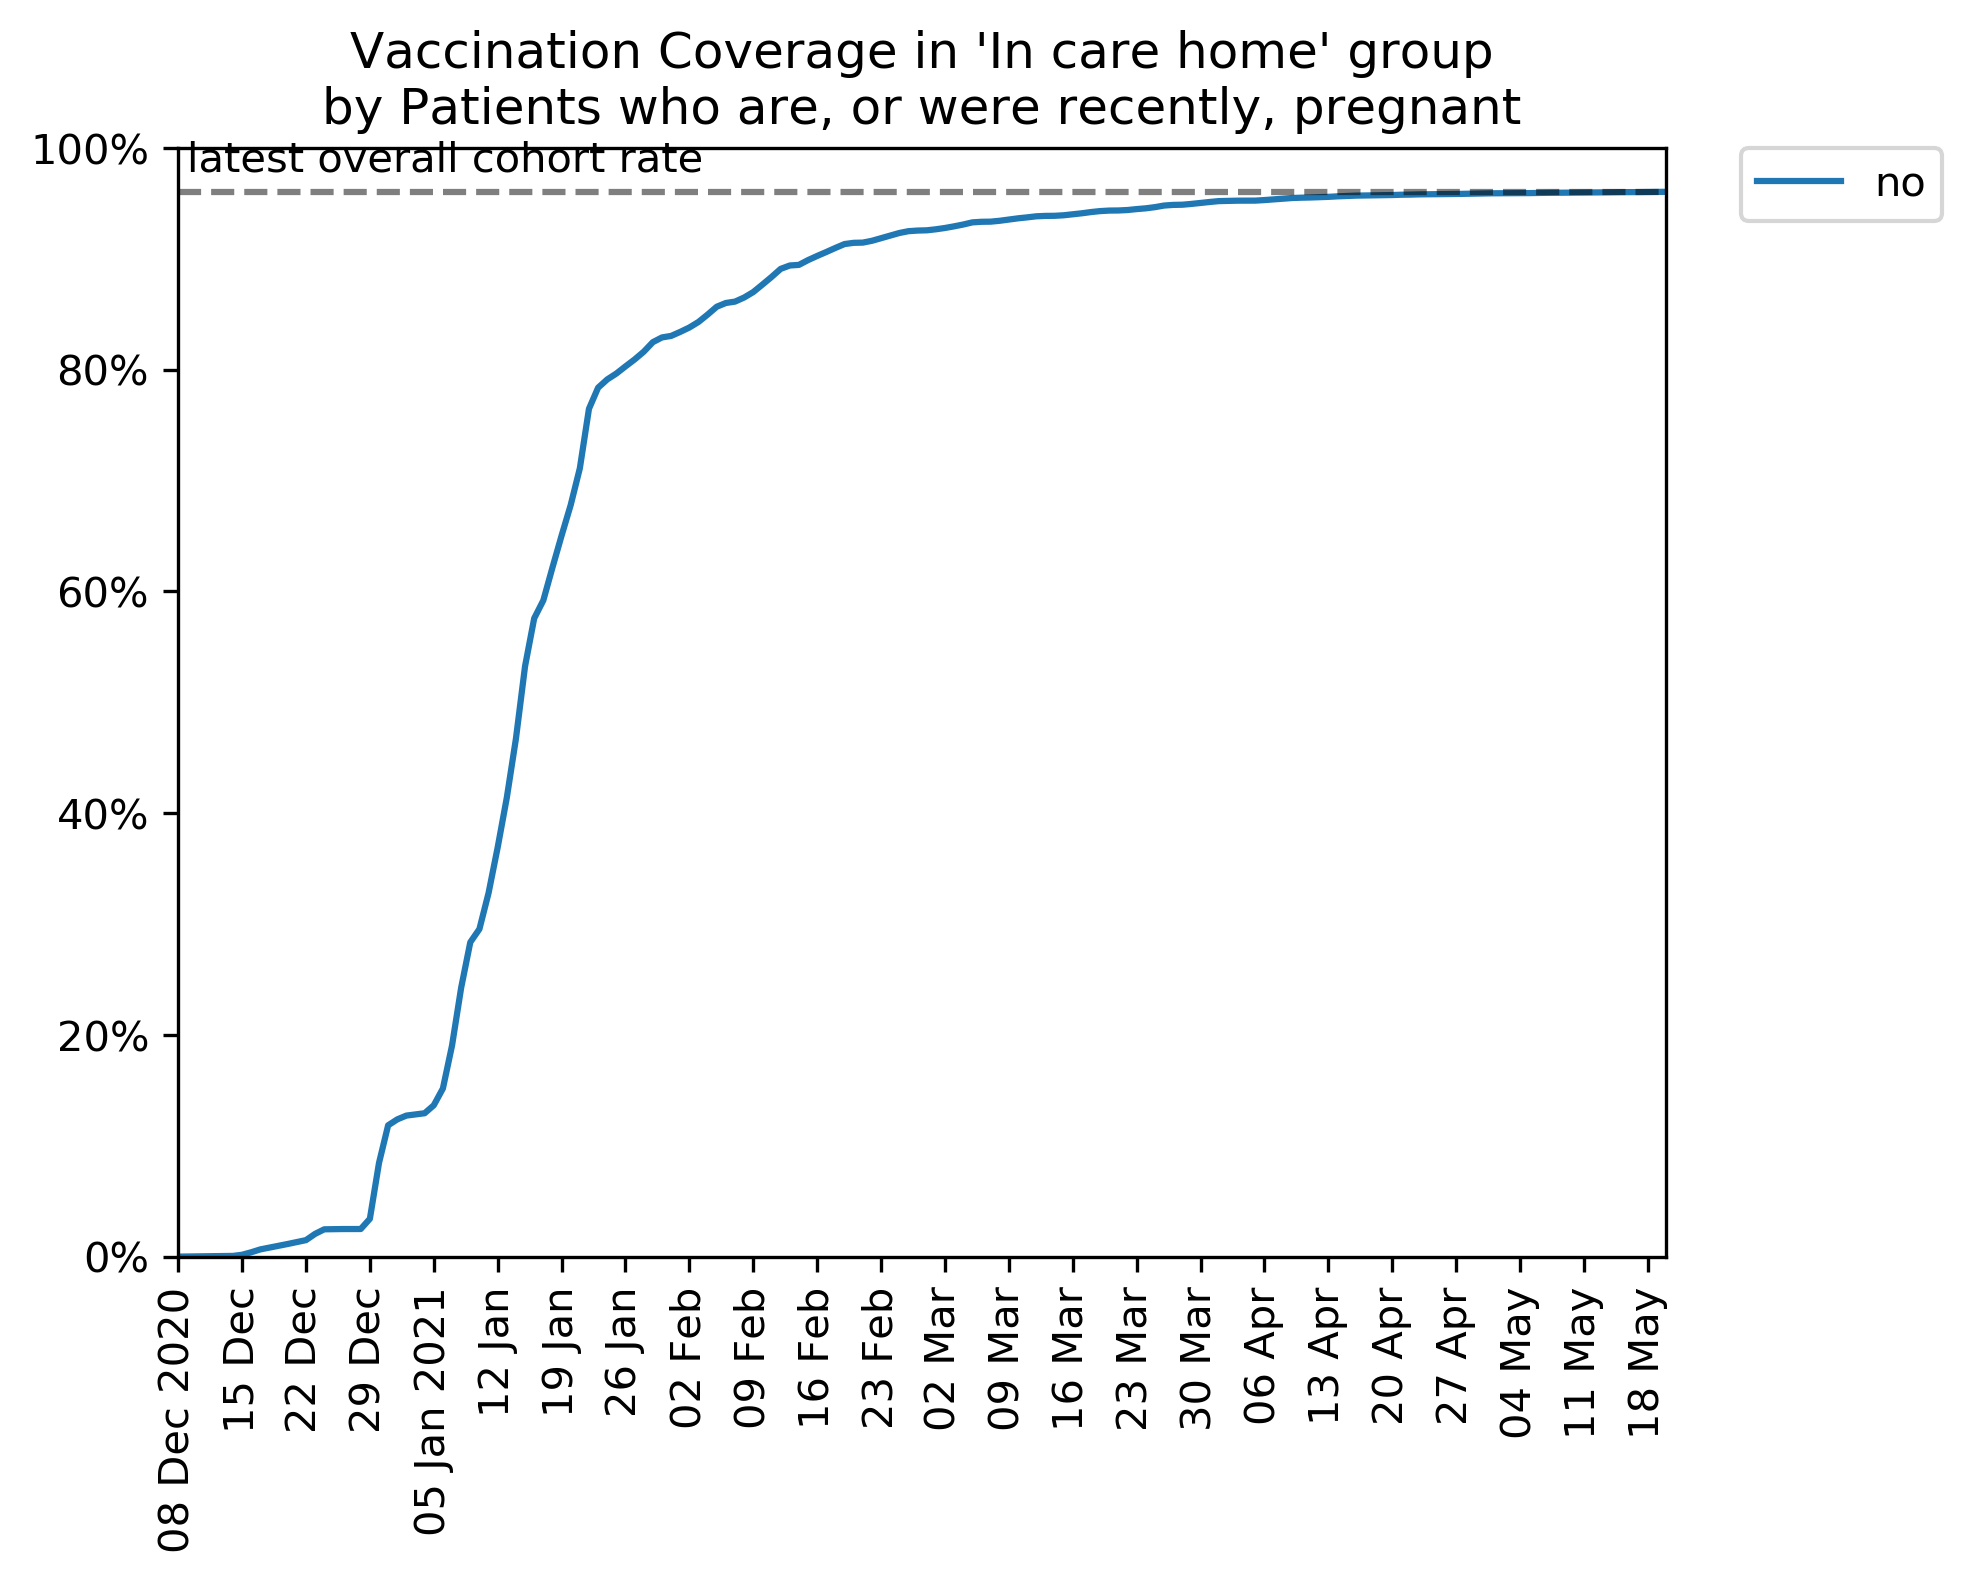 Vaccination Coverage in 'In care home' group
by Patients who are, or were recently, pregnant
100%
latest overall cohort rate
no
80%
60%
40%
20%
0%
08 Dec 2020
15 Dec
22 Dec
29 Dec
05 Jan 2021
12 Jan
19 Jan
26 Jan
02 Feb
09 Feb
16 Feb
23 Feb
02 Mar
09 Mar
16 Mar
23 Mar
30 Mar
06 Apr
13 Apr
20 Apr
27 Apr
04 May
11 May
18 May